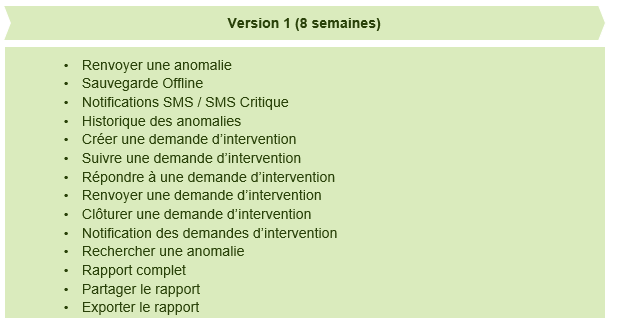 Version 1 (8 semaines)
• Renvoyer une anomalie
• Sauvegarde Offline
• Notifications SMS / SMS Critique
• Historique des anomalies
• Créer une demande d’intervention
• Suivre une demande d’intervention
• Répondre à une demande d’intervention
• Renvoyer une demande d’intervention
• Clôturer une demande d’intervention
• Notification des demandes d’intervention
• Rechercher une anomalie
• Rapport complet
• Partager le rapport
• Exporter le rapport